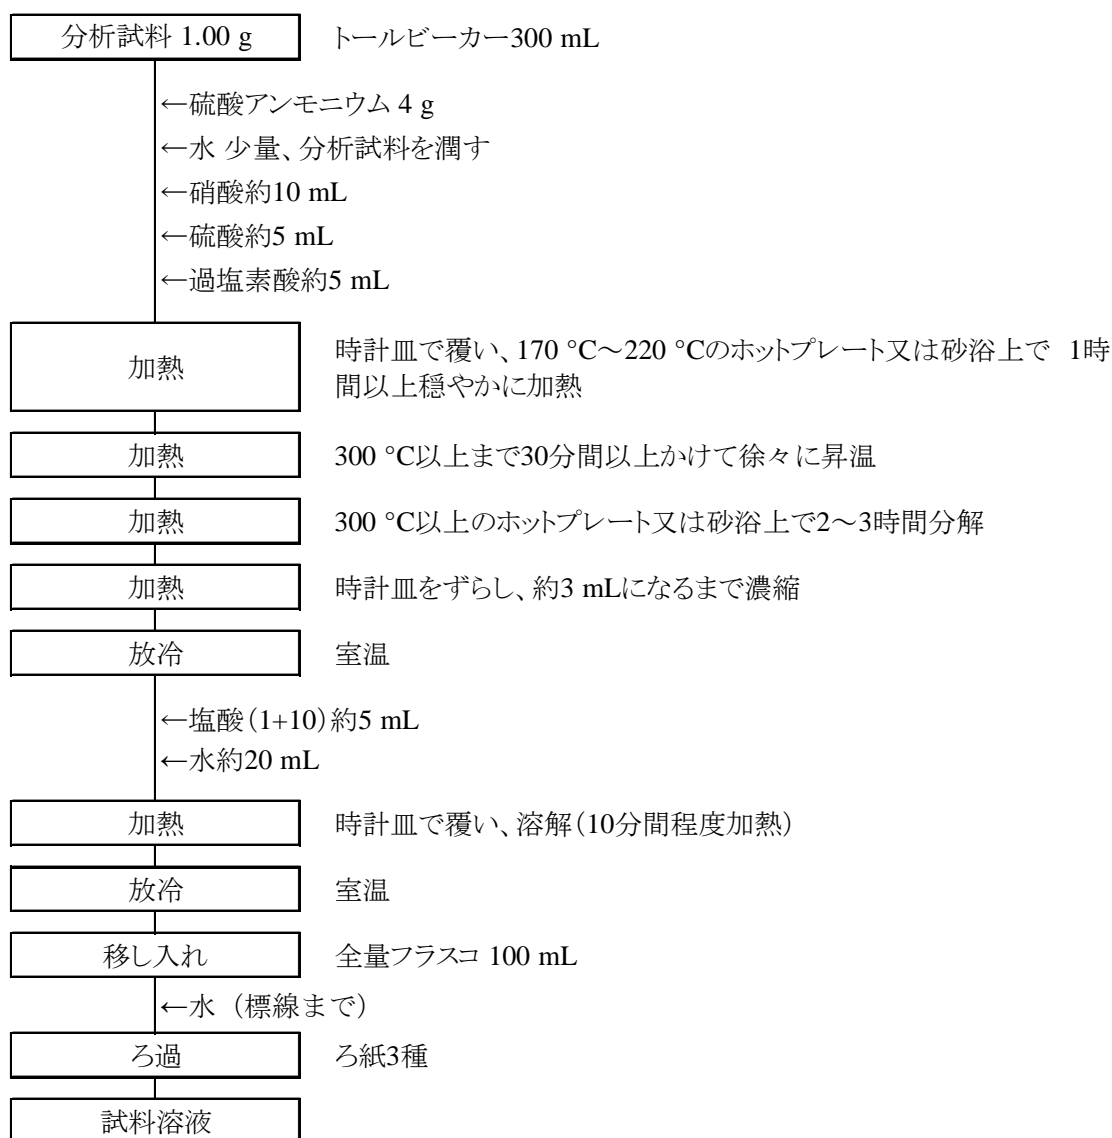 分析試料 1.00 g トールビーカー300 mL
←硫酸アンモニウム 4 g
←水 少量、分析試料を潤す
←硝酸約10 mL
←硫酸約5 mL
←過塩素酸約5 mL
加熱 時計皿で覆い、170 °C～220 °Cのホットプレート又は砂浴上で 1時
間以上穏やかに加熱
加熱 300 °C以上まで30分間以上かけて徐々に昇温
加熱 300 °C以上のホットプレート又は砂浴上で2～3時間分解
加熱 時計皿をずらし、約3 mLになるまで濃縮
放冷 室温
←塩酸（1+10）約5 mL
←水約20 mL
加熱 時計皿で覆い、溶解（10分間程度加熱）
放冷 室温
移し入れ 全量フラスコ 100 mL
←水（標線まで）
ろ過 ろ紙3種
試料溶液